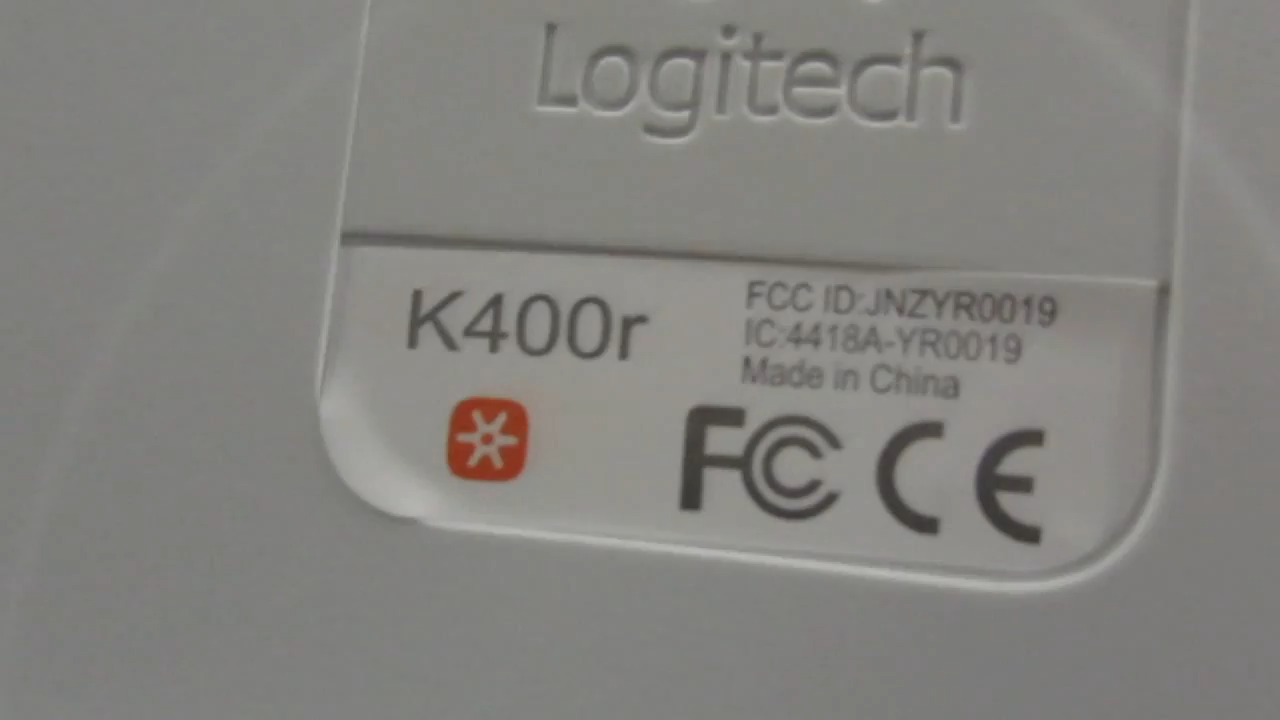 Logitech
K400r
FCC ID:JNZYR0019
IC:4418A-YR0019
Made in China
FC CE